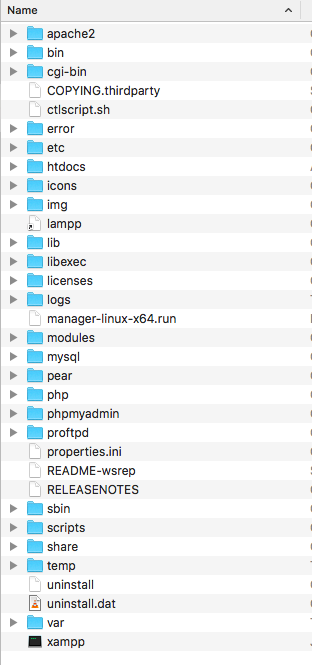 Name
apache2
bin
cgi-bin
COPYING.thirdparty
ctlscript.sh
error
etc
htdocs
icons
img
lampp
lib
libexec
licenses
logs
manager-linux-x64.run
modules
mysql
pear
php
phpmyadmin
proftpd
properties.ini
README-wsrep
RELEASENOTES
sbin
scripts
share
temp
uninstall
uninstall.dat
var
xampp